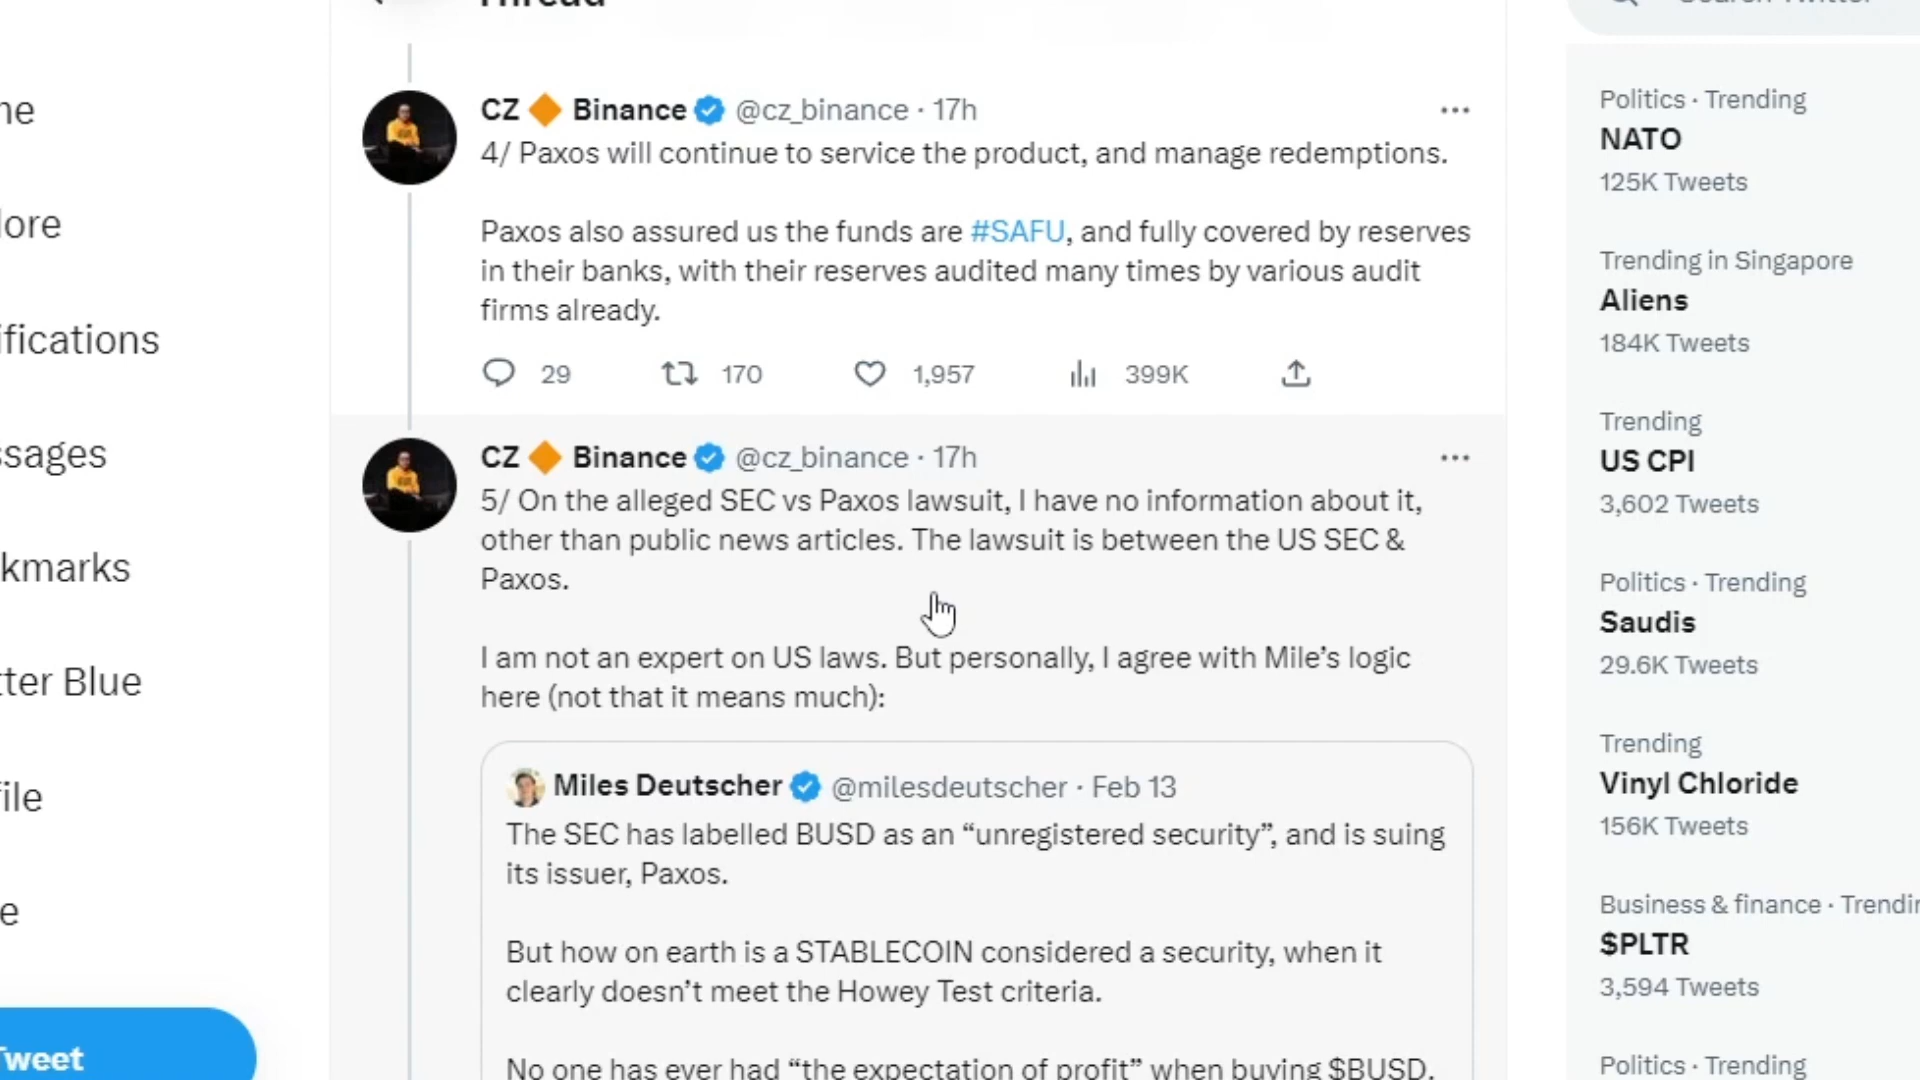 Thread
CZ 🔶 Binance @cz_binance · 17h
4/ Paxos will continue to service the product, and manage redemptions.
Paxos also assured us the funds are #SAFU, and fully covered by reserves
in their banks, with their reserves audited many times by various audit
firms already.
29 170 1,957 399K
CZ 🔶 Binance @cz_binance · 17h
5/ On the alleged SEC vs Paxos lawsuit, I have no information about it,
other than public news articles. The lawsuit is between the US SEC &
Paxos.
I am not an expert on US laws. But personally, I agree with Mile’s logic
here (not that it means much):
Miles Deutscher @milesdeutscher · Feb 13
The SEC has labelled BUSD as an “unregistered security”, and is suing
its issuer, Paxos.
But how on earth is a STABLECOIN considered a security, when it
clearly doesn’t meet the Howey Test criteria.
No one has ever had “the expectation of profit” when buying $BUSD.
me
lore
ifications
ssages
kmarks
tter Blue
file
e
Tweet
Search Twitter
Politics · Trending
NATO
125K Tweets
Trending in Singapore
Aliens
184K Tweets
Trending
US CPI
3,602 Tweets
Politics · Trending
Saudis
29.6K Tweets
Trending
Vinyl Chloride
156K Tweets
Business & finance · Trendin
$PLTR
3,594 Tweets
Politics · Trending